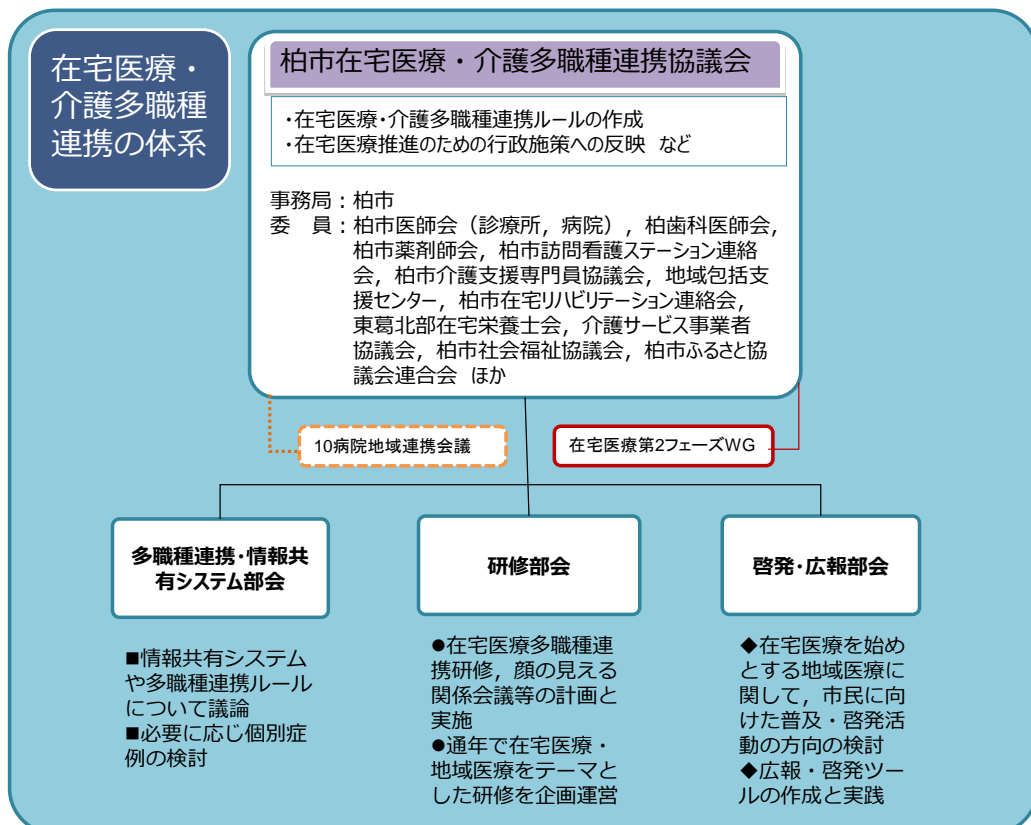 在宅医療・
介護多職種
連携の体系
柏市在宅医療・介護多職種連携協議会
・在宅医療・介護多職種連携ルールの作成
・在宅医療推進のための行政施策への反映 など
事務局：柏市
委　員：柏市医師会（診療所，病院），柏歯科医師会，
柏市薬剤師会，柏市訪問看護ステーション連絡
会，柏市介護支援専門員協議会，地域包括支
援センター，柏市在宅リハビリテーション連絡会，
東葛北部在宅栄養士会，介護サービス事業者
協議会，柏市社会福祉協議会，柏市ふるさと協
議会連合会 ほか
10病院地域連携会議
在宅医療第2フェーズWG
多職種連携・情報共
有システム部会
■情報共有システム
や多職種連携ルール
について議論
■必要に応じ個別症
例の検討
研修部会
●在宅医療多職種連
携研修，顔の見える
関係会議等の計画と
実施
●通年で在宅医療・
地域医療をテーマと
した研修を企画運営
啓発・広報部会
◆在宅医療を始め
とする地域医療に
関して，市民に向
けた普及・啓発活
動の方向の検討
◆広報・啓発ツー
ルの作成と実践